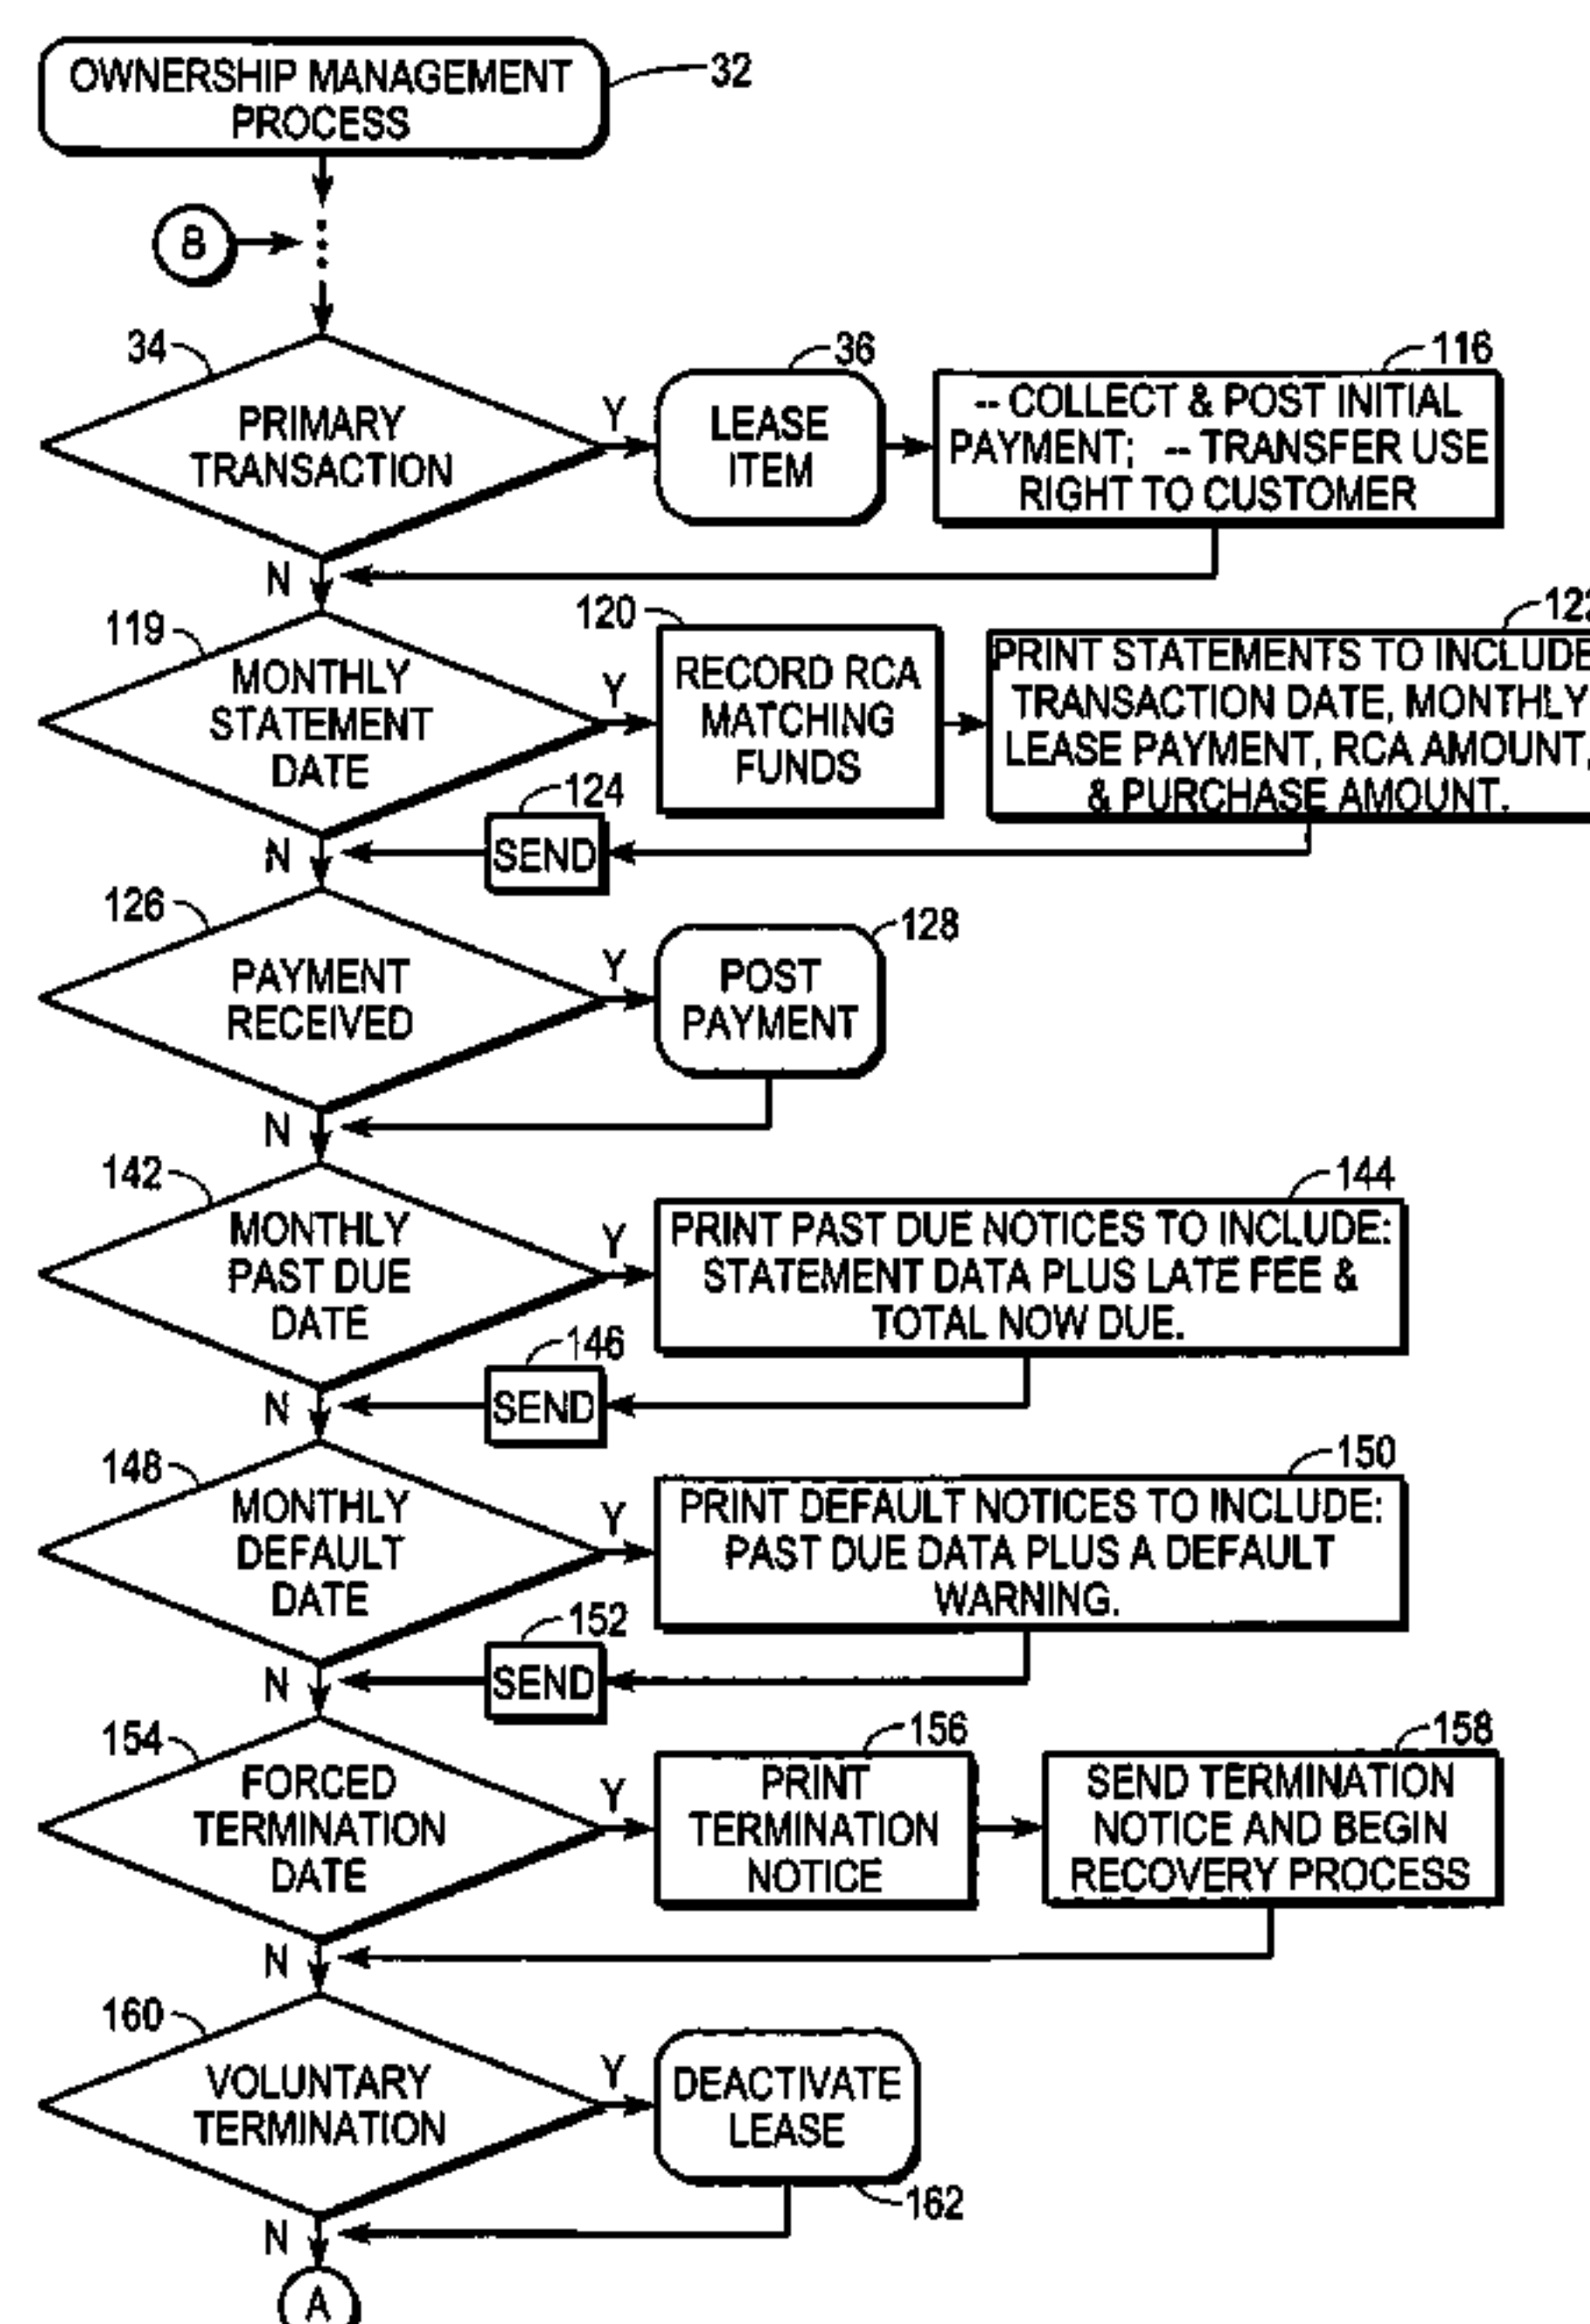 OWNERSHIP MANAGEMENT
PROCESS
32
8
34
PRIMARY
TRANSACTION
Y
36
LEASE
ITEM
116
-- COLLECT & POST INITIAL
PAYMENT; -- TRANSFER USE
RIGHT TO CUSTOMER
N
119
MONTHLY
STATEMENT
DATE
Y
120
RECORD RCA
MATCHING
FUNDS
122
PRINT STATEMENTS TO INCLUDE
TRANSACTION DATE, MONTHLY
LEASE PAYMENT, RCA AMOUNT,
& PURCHASE AMOUNT.
124
SEND
N
126
PAYMENT
RECEIVED
Y
128
POST
PAYMENT
N
142
MONTHLY
PAST DUE
DATE
Y
144
PRINT PAST DUE NOTICES TO INCLUDE:
STATEMENT DATA PLUS LATE FEE &
TOTAL NOW DUE.
146
SEND
N
148
MONTHLY
DEFAULT
DATE
Y
150
PRINT DEFAULT NOTICES TO INCLUDE:
PAST DUE DATA PLUS A DEFAULT
WARNING.
152
SEND
N
154
FORCED
TERMINATION
DATE
Y
156
PRINT
TERMINATION
NOTICE
158
SEND TERMINATION
NOTICE AND BEGIN
RECOVERY PROCESS
N
160
VOLUNTARY
TERMINATION
Y
DEACTIVATE
LEASE
162
N
A